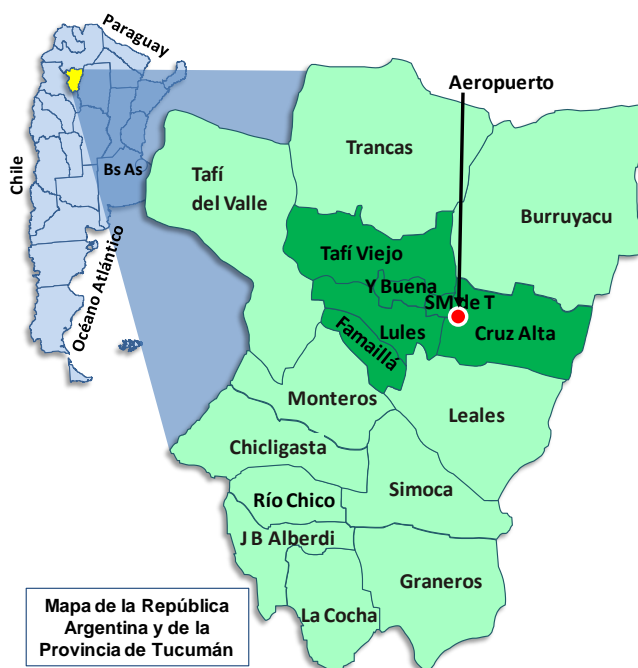 Paraguay
Aeropuerto
Chile
Bs As
Océano Atlántico
Trancas
Tafí
del Valle
Burruyacu
Tafí Viejo
Y Buena
SM de T
Lules
Cruz Alta
Famaillá
Monteros
Leales
Chicligasta
Simoca
Río Chico
J B Alberdi
Graneros
La Cocha
Mapa de la República
Argentina y de la
Provincia de Tucumán